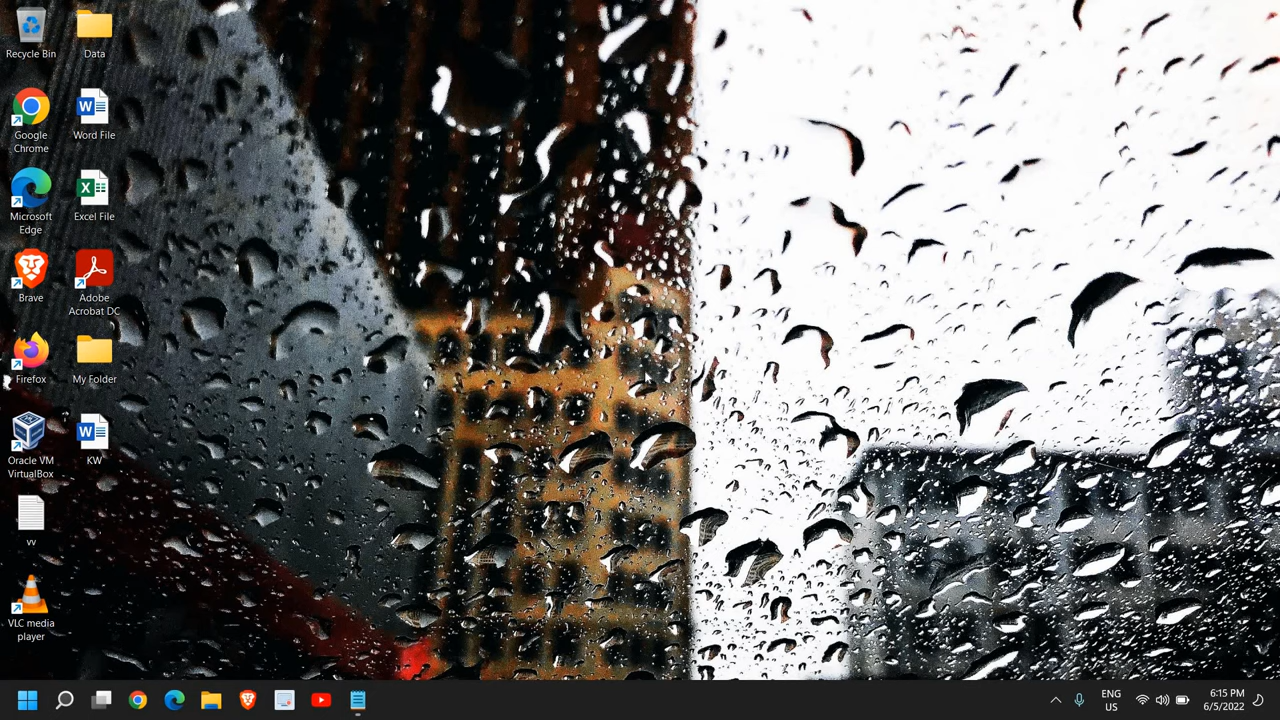 Recycle Bin
Data
Google
Chrome
Word File
Microsoft
Edge
Excel File
Brave
Adobe
Acrobat DC
Firefox
My Folder
Oracle VM
VirtualBox
KW
vv
VLC media
player
ENG
US
6:15 PM
6/5/2022